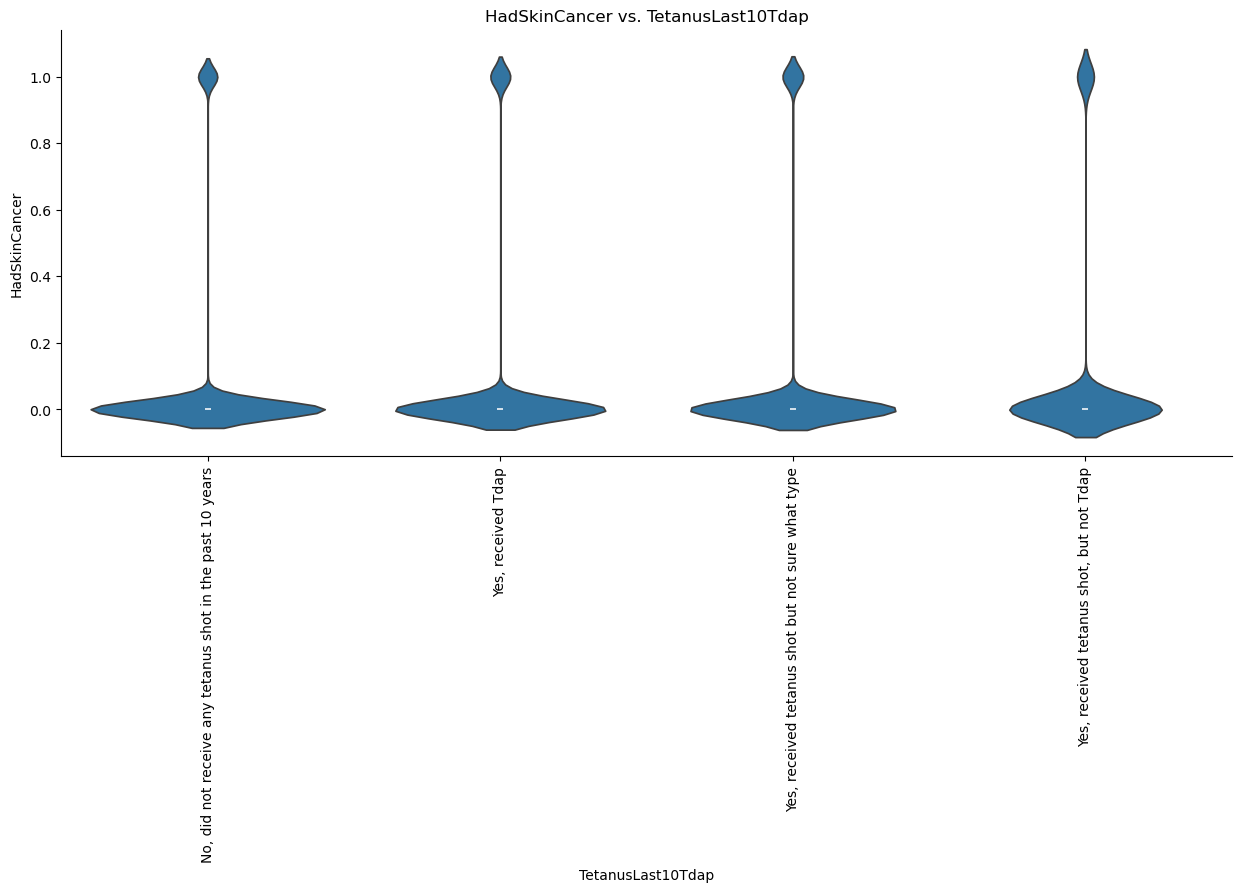 HadSkinCancer vs. TetanusLast10Tdap
HadSkinCancer
1.0
0.8
0.6
0.4
0.2
0.0
No, did not receive any tetanus shot in the past 10 years
Yes, received Tdap
Yes, received tetanus shot but not sure what type
Yes, received tetanus shot, but not Tdap
TetanusLast10Tdap